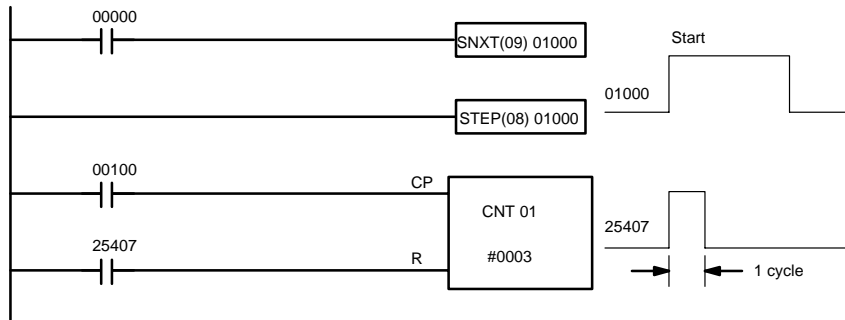 00000
SNXT(09) 01000
Start
01000
STEP(08) 01000
00100
CP
CNT 01
#0003
25407
R
25407
1 cycle